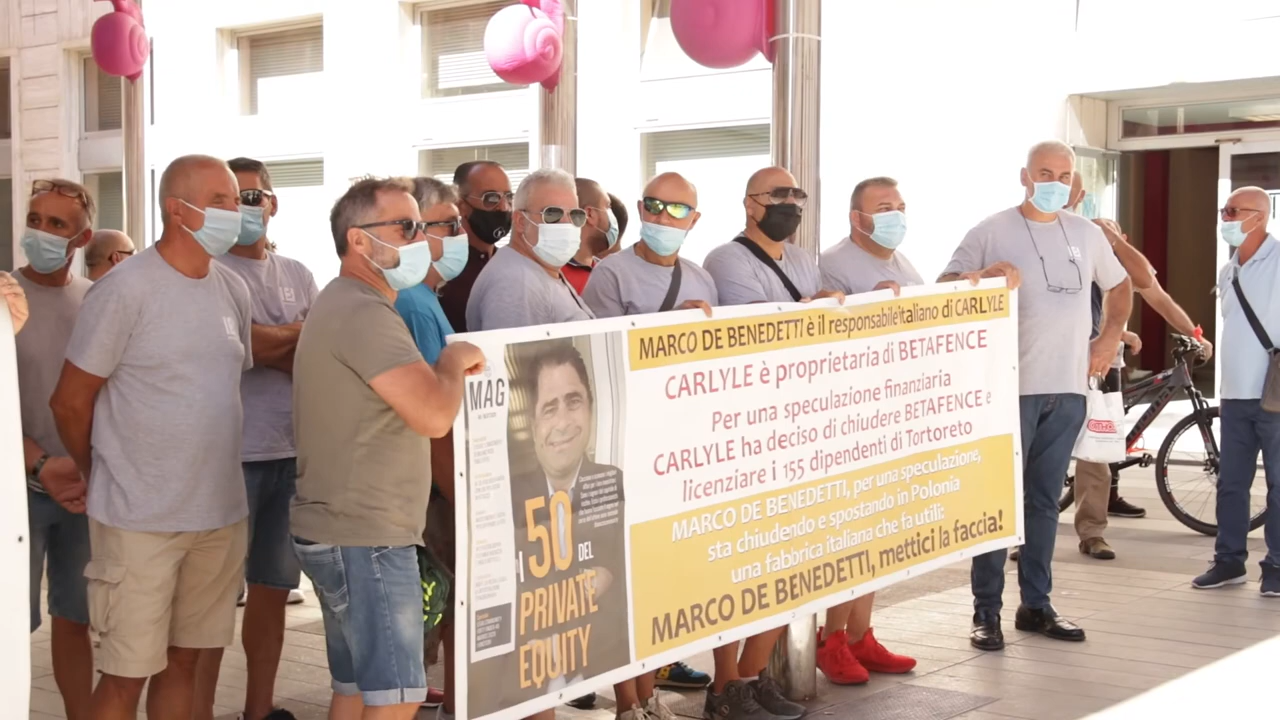 MAG
I 50 DEL
PRIVATE
EQUITY
MARCO DE BENEDETTI è il responsabile italiano di CARLYLE
CARLYLE è proprietaria di BETAFENCE
Per una speculazione finanziaria
CARLYLE ha deciso di chiudere BETAFENCE e
licenziare i 155 dipendenti di Tortoreto
MARCO DE BENEDETTI, per una speculazione,
sta chiudendo e spostando in Polonia
una fabbrica italiana che fa utili:
MARCO DE BENEDETTI, mettici la faccia!